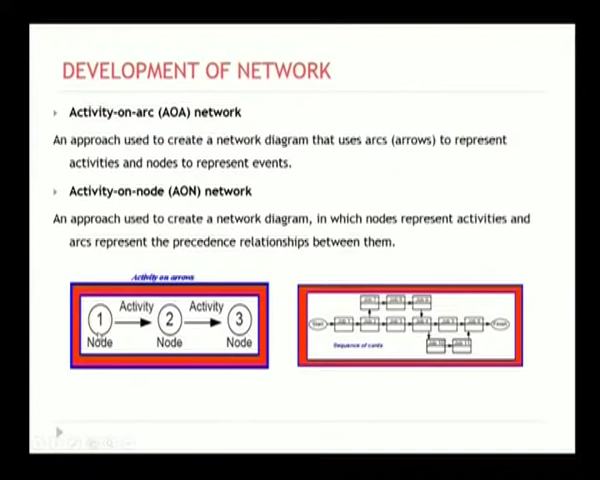 DEVELOPMENT OF NETWORK
Activity-on-arc (AOA) network
An approach used to create a network diagram that uses arcs (arrows) to represent
activities and nodes to represent events.
Activity-on-node (AON) network
An approach used to create a network diagram, in which nodes represent activities and
arcs represent the precedence relationships between them.
Activity on arrows
Activity Activity
1 2 3
Node Node Node
Start
Finish
Sequence of cards